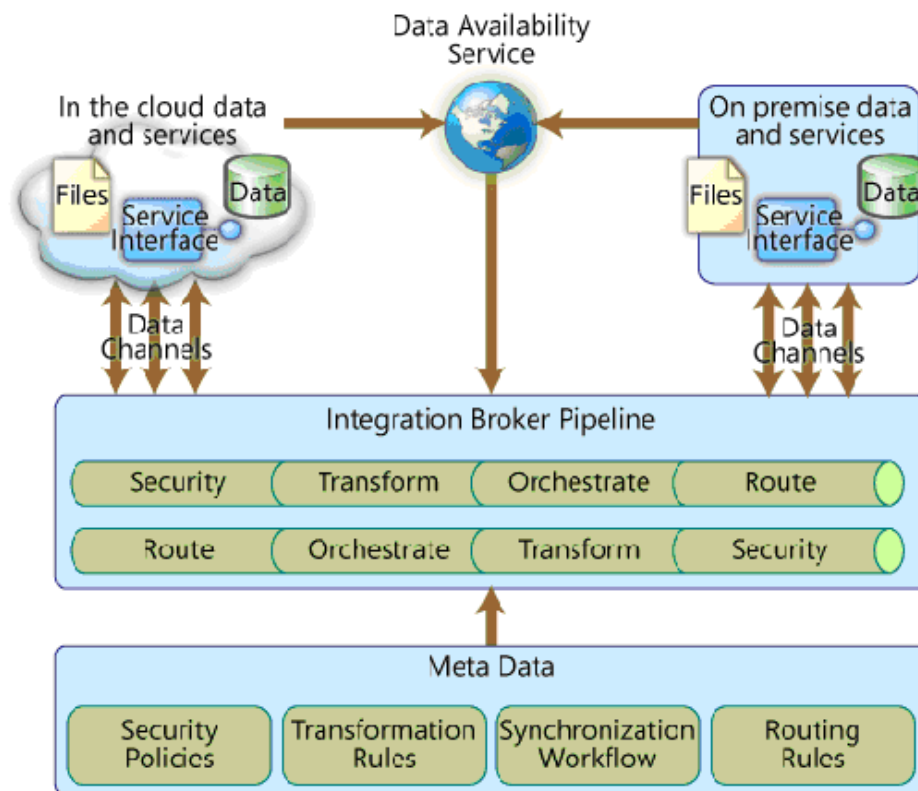 Data Availability
Service
In the cloud data
and services
Files
Data
Service
Interface
On premise data
and services
Files
Data
Service
Interface
Data
Channels
Data
Channels
Integration Broker Pipeline
Security
Transform
Orchestrate
Route
Route
Orchestrate
Transform
Security
Meta Data
Security
Policies
Transformation
Rules
Synchronization
Workflow
Routing
Rules